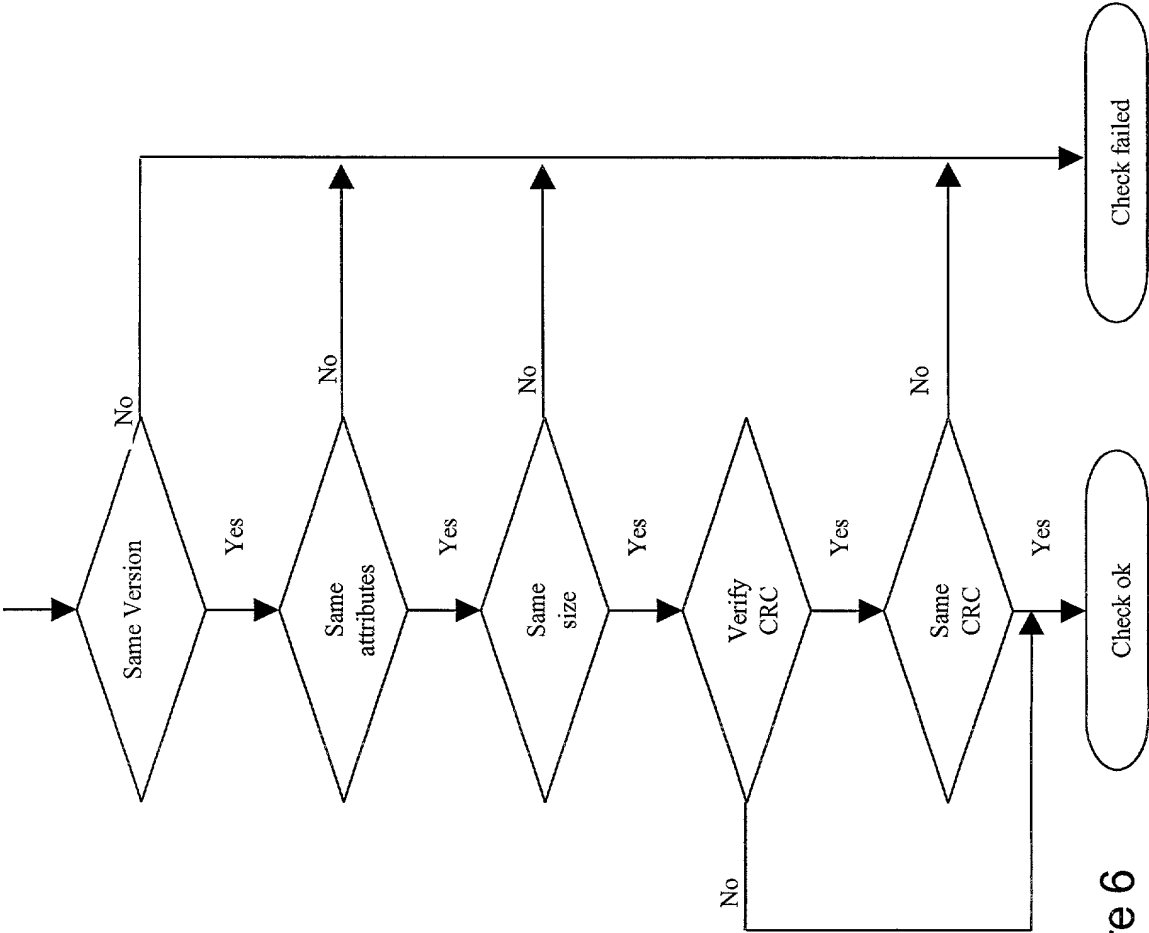 Same Version
No
Yes
Same
attributes
No
Yes
Same
size
No
Yes
Verify
CRC
No
Yes
Same
CRC
No
Yes
Check ok
Check failed
re 6